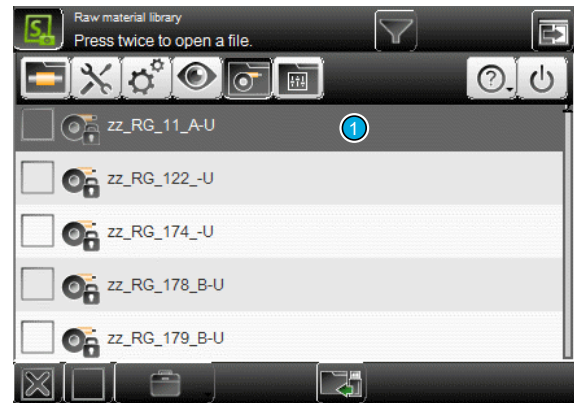 S.
Raw material library
Press twice to open a file.
?
zz_RG_11_A-U
1
zz_RG_122_-U
zz_RG_174_-U
zz_RG_178_B-U
zz_RG_179_B-U